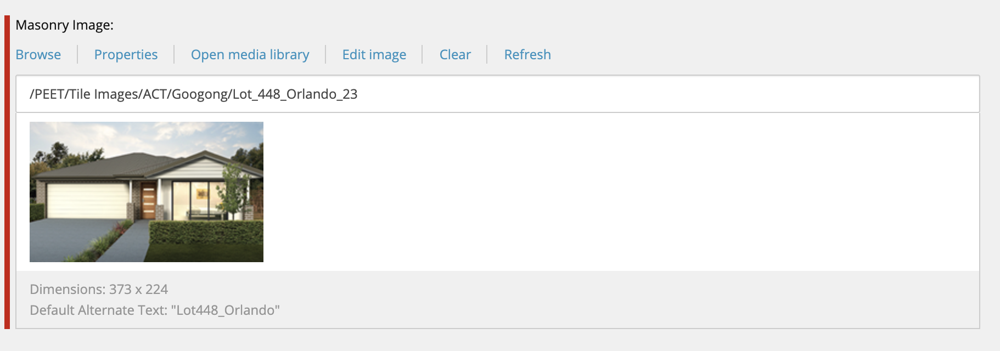 Masonry Image:
Browse Properties Open media library Edit image Clear Refresh
/PEET/Tile Images/ACT/Googong/Lot_448_Orlando_23
Dimensions: 373 x 224
Default Alternate Text: "Lot448_Orlando"